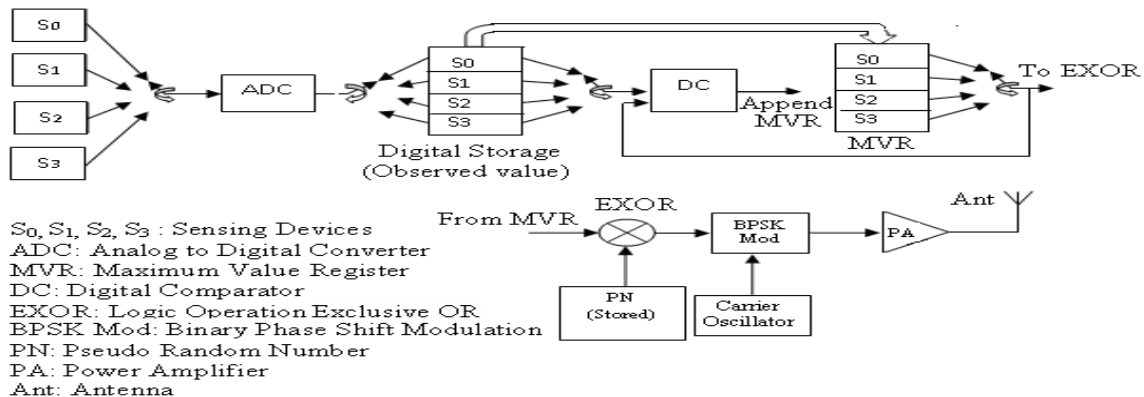 S0
S1
S2
S3
ADC
S0
S1
S2
S3
Digital Storage
(Observed value)
DC
Append
MVR
S0
S1
S2
S3
MVR
To EXOR
From MVR
EXOR
BPSK
Mod
PA
Ant
PN
(Stored)
Carrier
Oscillator
S0, S1, S2, S3 : Sensing Devices
ADC: Analog to Digital Converter
MVR: Maximum Value Register
DC: Digital Comparator
EXOR: Logic Operation Exclusive OR
BPSK Mod: Binary Phase Shift Modulation
PN: Pseudo Random Number
PA: Power Amplifier
Ant: Antenna